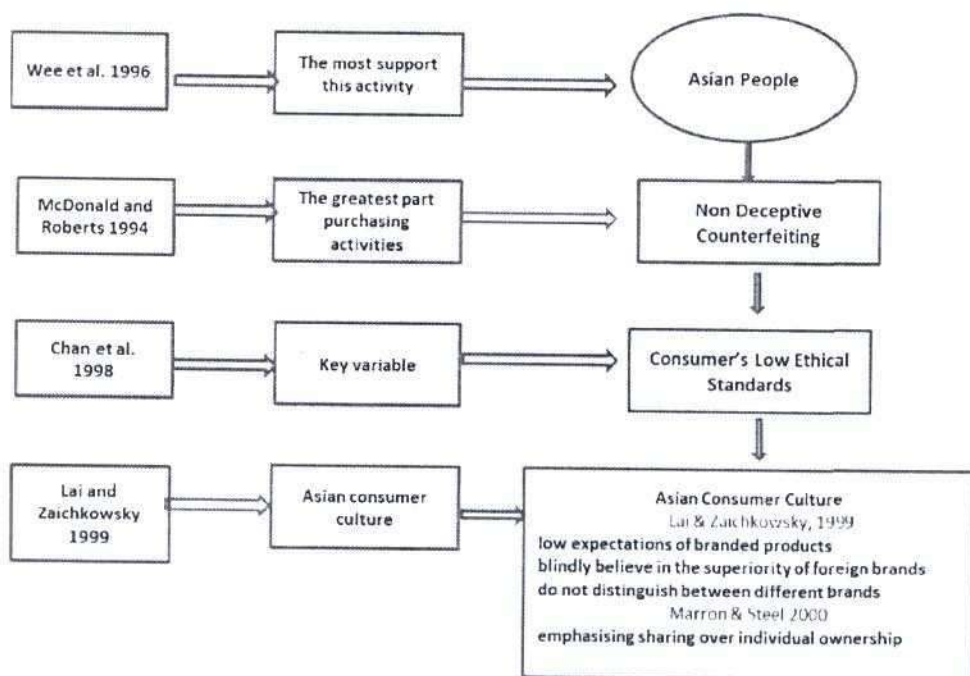 Wee et al. 1996
The most support
this activity
Asian People
McDonald and
Roberts 1994
The greatest part
purchasing
activities
Non Deceptive
Counterfeiting
Chan et al.
1998
Key variable
Consumer's Low Ethical
Standards
Lai and
Zaichkowsky
1999
Asian consumer
culture
Asian Consumer Culture
Lai & Zaichkowsky, 1999
low expectations of branded products
blindly believe in the superiority of foreign brands
do not distinguish between different brands
Marron & Steel 2000
emphasising sharing over individual ownership